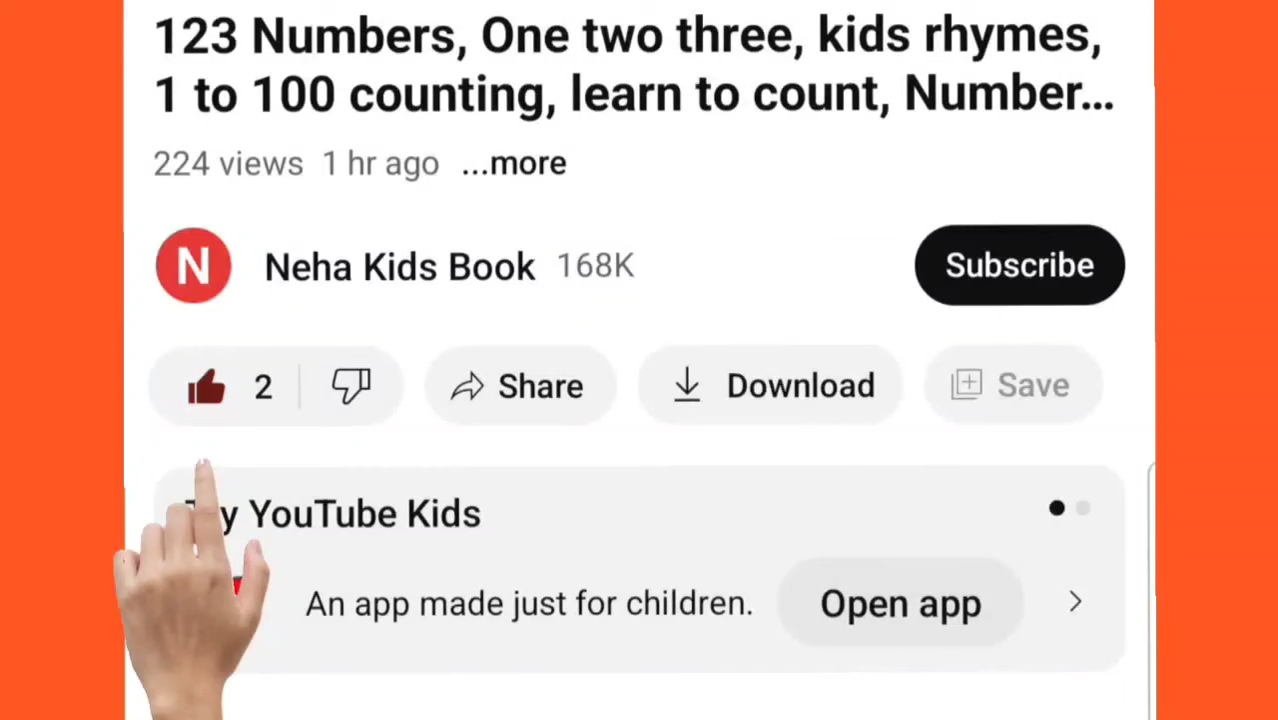 123 Numbers, One two three, kids rhymes,
1 to 100 counting, learn to count, Number...
224 views 1 hr ago ...more
N Neha Kids Book 168K Subscribe
2 Share Download Save
y YouTube Kids
An app made just for children. Open app